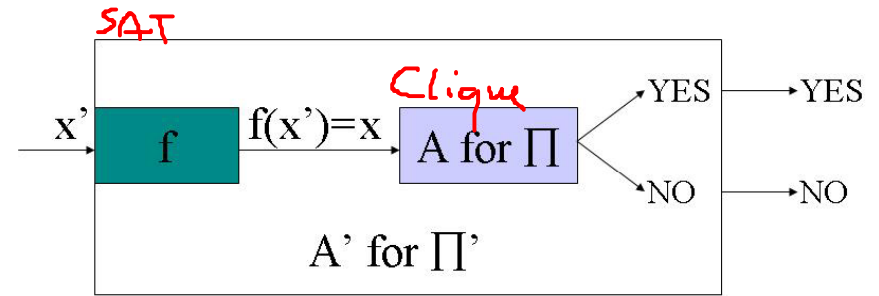 SAT
Clique
x’
f
f(x’)=x
A for ∏
YES
NO
YES
NO
A’ for ∏’